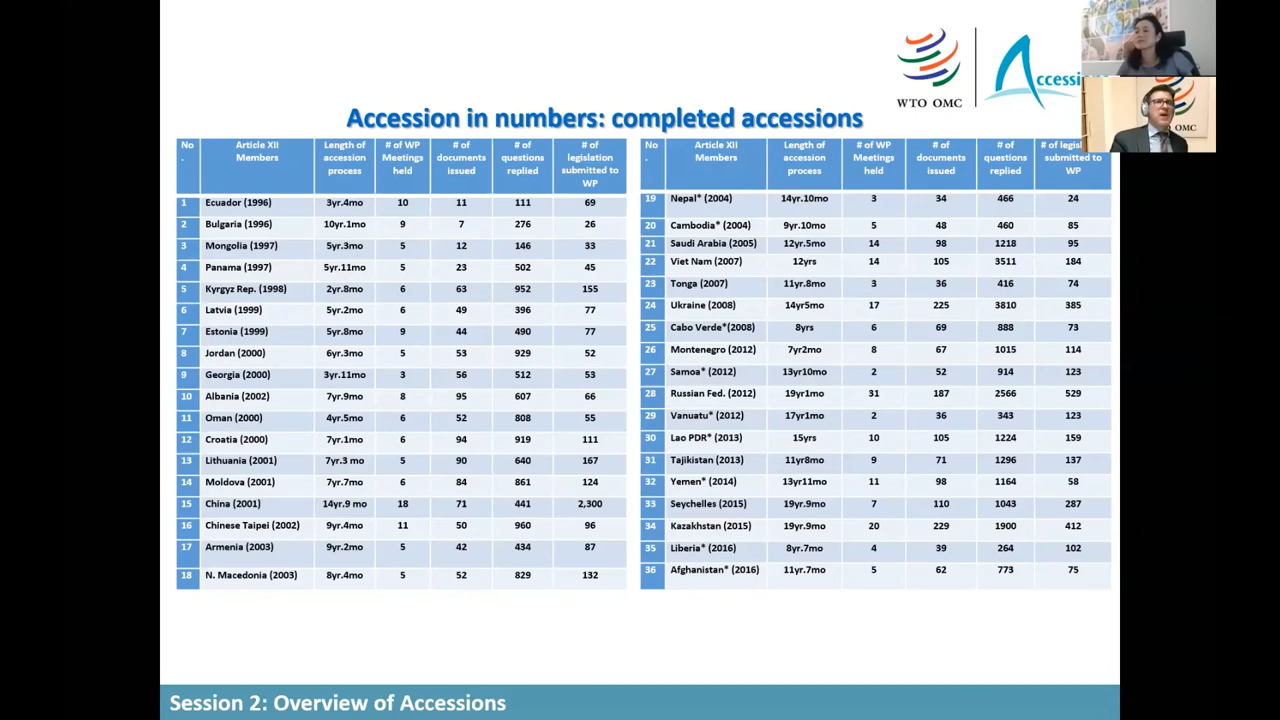 WTO OMC
Accession in numbers: completed accessions
No. Article XII Members Length of accession process # of WP Meetings held # of documents issued # of questions replied # of legislation submitted to WP
1 Ecuador (1996) 3yr.4mo 10 11 111 69
2 Bulgaria (1996) 10yr.1mo 9 7 276 26
3 Mongolia (1997) 5yr.3mo 5 12 146 33
4 Panama (1997) 5yr.11mo 5 23 502 45
5 Kyrgyz Rep. (1998) 2yr.8mo 6 63 952 155
6 Latvia (1999) 5yr.2mo 6 49 396 77
7 Estonia (1999) 5yr.8mo 9 44 490 77
8 Jordan (2000) 6yr.3mo 5 53 929 52
9 Georgia (2000) 3yr.11mo 3 56 512 53
10 Albania (2002) 7yr.9mo 8 95 607 66
11 Oman (2000) 4yr.5mo 6 52 808 55
12 Croatia (2000) 7yr.1mo 6 94 919 111
13 Lithuania (2001) 7yr.3 mo 5 90 640 167
14 Moldova (2001) 7yr.7mo 6 84 861 124
15 China (2001) 14yr.9 mo 18 71 441 2,300
16 Chinese Taipei (2002) 9yr.4mo 11 50 960 96
17 Armenia (2003) 9yr.2mo 5 42 434 87
18 N. Macedonia (2003) 8yr.4mo 5 52 829 132
No. Article XII Members Length of accession process # of WP Meetings held # of documents issued # of questions replied # of legis submitted to WP
19 Nepal* (2004) 14yr.10mo 3 34 466 24
20 Cambodia* (2004) 9yr.10mo 5 48 460 85
21 Saudi Arabia (2005) 12yr.5mo 14 98 1218 95
22 Viet Nam (2007) 12yrs 14 105 3511 184
23 Tonga (2007) 11yr.8mo 3 36 416 74
24 Ukraine (2008) 14yr5mo 17 225 3810 385
25 Cabo Verde*(2008) 8yrs 6 69 888 73
26 Montenegro (2012) 7yr2mo 8 67 1015 114
27 Samoa* (2012) 13yr10mo 2 52 914 123
28 Russian Fed. (2012) 19yr1mo 31 187 2566 529
29 Vanuatu* (2012) 17yr1mo 2 36 343 123
30 Lao PDR* (2013) 15yrs 10 105 1224 159
31 Tajikistan (2013) 11yr8mo 9 71 1296 137
32 Yemen* (2014) 13yr11mo 11 98 1164 58
33 Seychelles (2015) 19yr.9mo 7 110 1043 287
34 Kazakhstan (2015) 19yr.9mo 20 229 1900 412
35 Liberia* (2016) 8yr.7mo 4 39 264 102
36 Afghanistan* (2016) 11yr.7mo 5 62 773 75
Session 2: Overview of Accessions